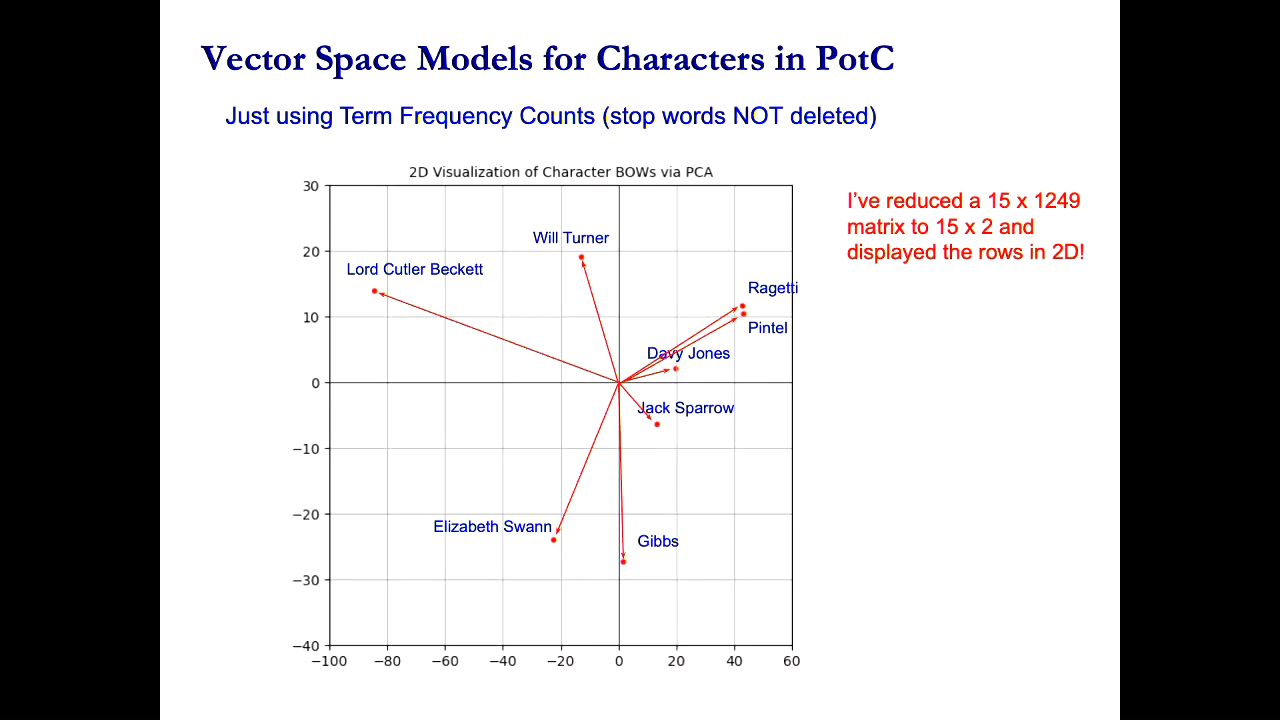 Vector Space Models for Characters in PotC
Just using Term Frequency Counts (stop words NOT deleted)
2D Visualization of Character BOWs via PCA
I've reduced a 15 x 1249
matrix to 15 x 2 and
displayed the rows in 2D!
30
20
10
0
−10
−20
−30
−40
Will Turner
Lord Cutler Beckett
Ragetti
Pintel
Davy Jones
Jack Sparrow
Elizabeth Swann
Gibbs
−100 −80 −60 −40 −20 0 20 40 60